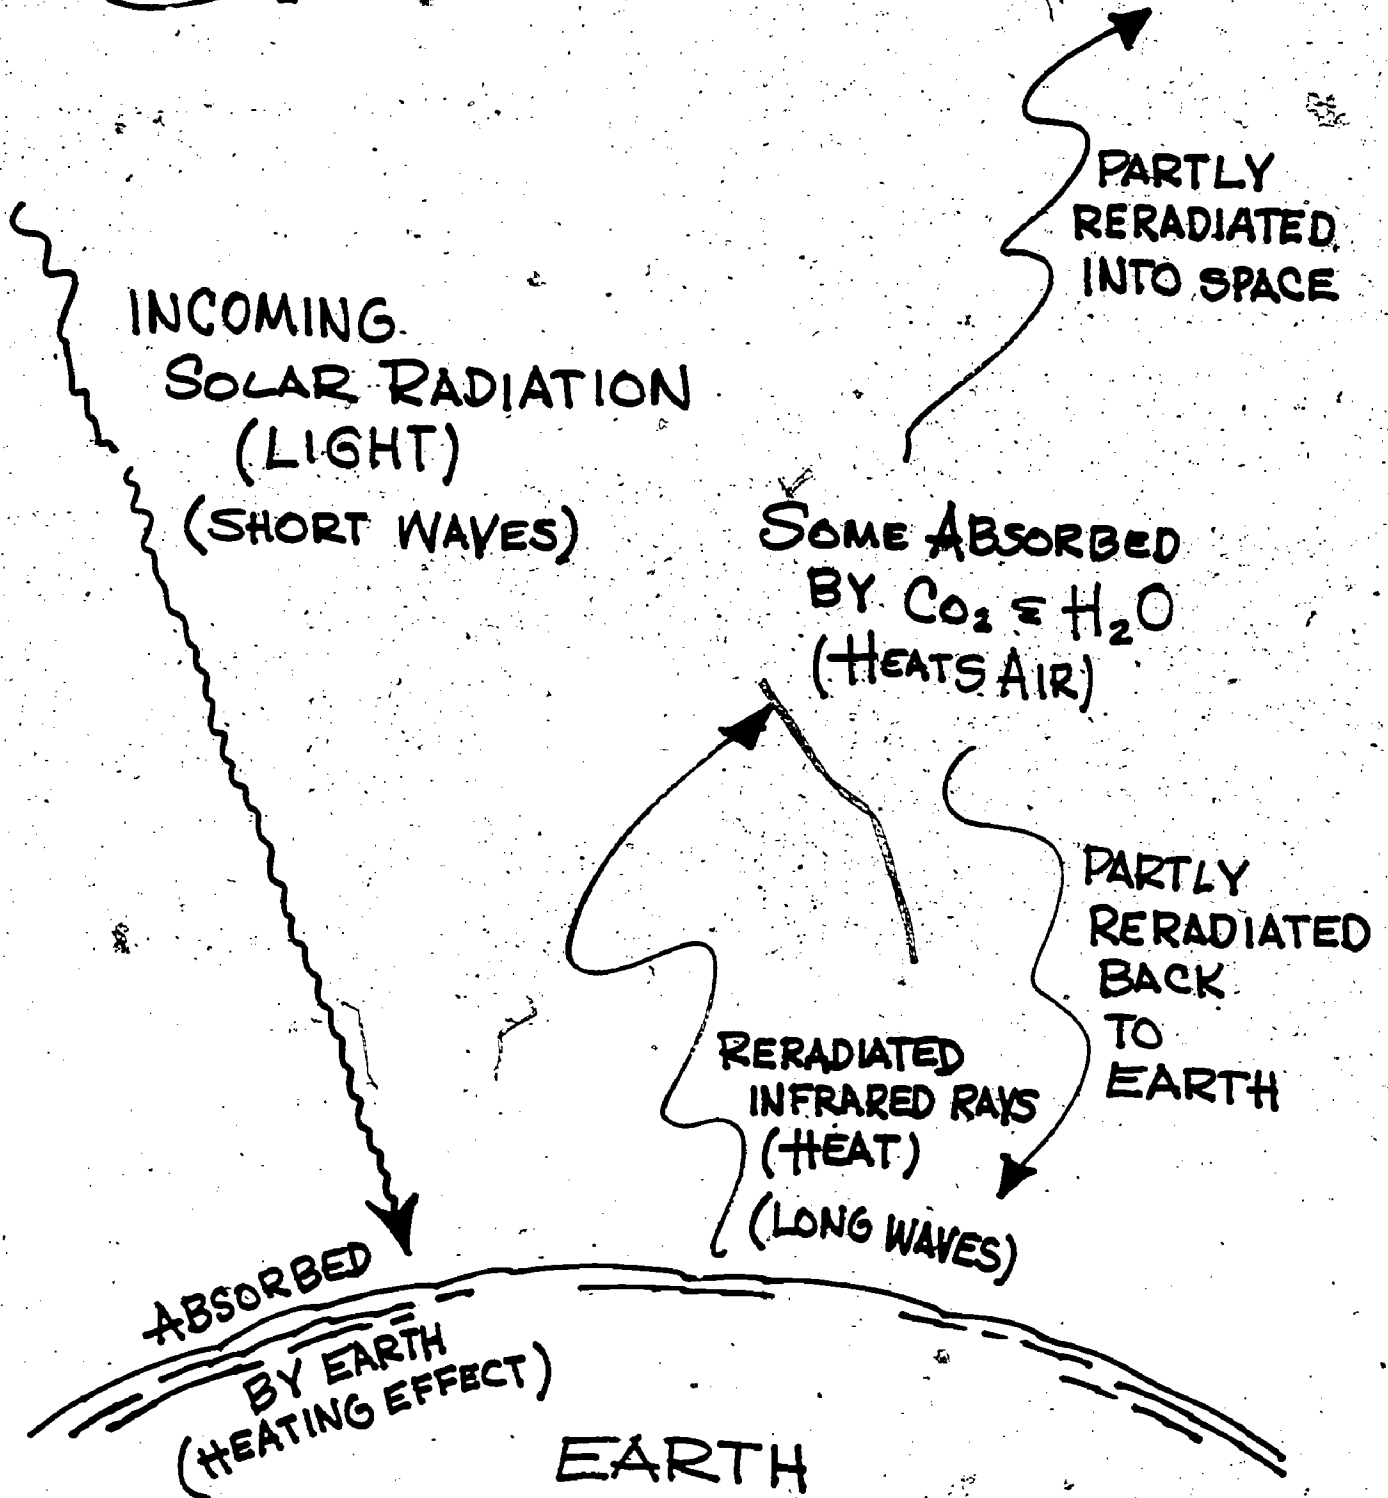 PARTLY
RERADIATED
INTO SPACE
INCOMING
SOLAR RADIATION
(LIGHT)
(SHORT WAVES)
SOME ABSORBED
BY CO₂ & H₂O
(HEATS AIR)
PARTLY
RERADIATED
BACK
TO
EARTH
RERADIATED
INFRARED RAYS
(HEAT)
(LONG WAVES)
ABSORBED
BY EARTH
(HEATING EFFECT)
EARTH